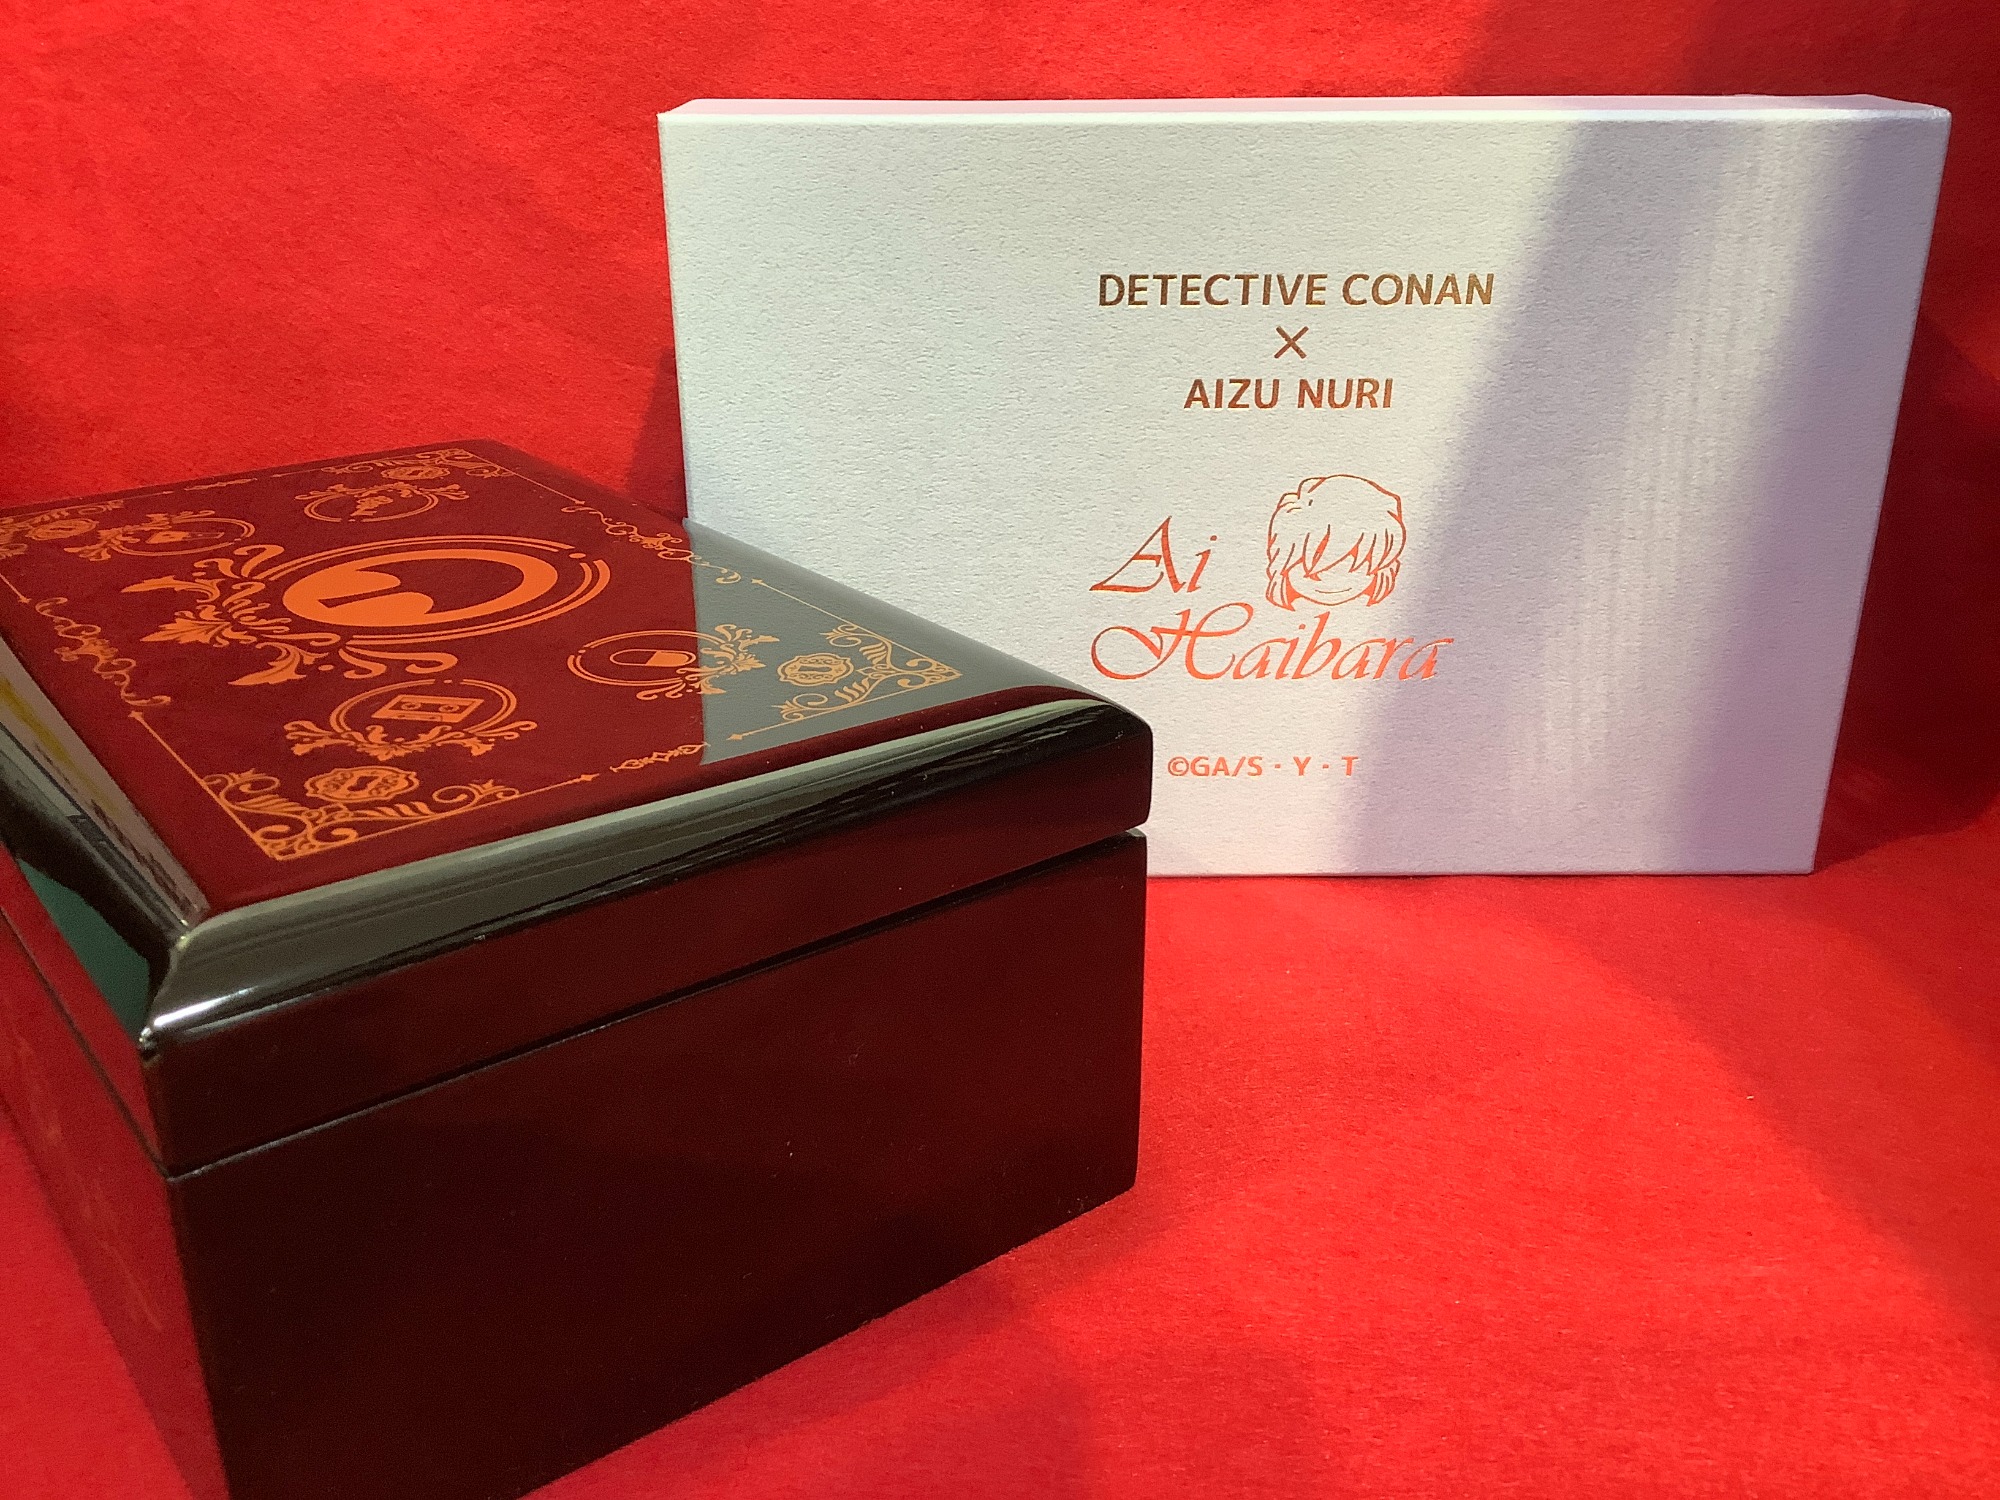 DETECTIVE CONAN
×
AIZU NURI
Ai
Haibara
©GA/S・Y・T